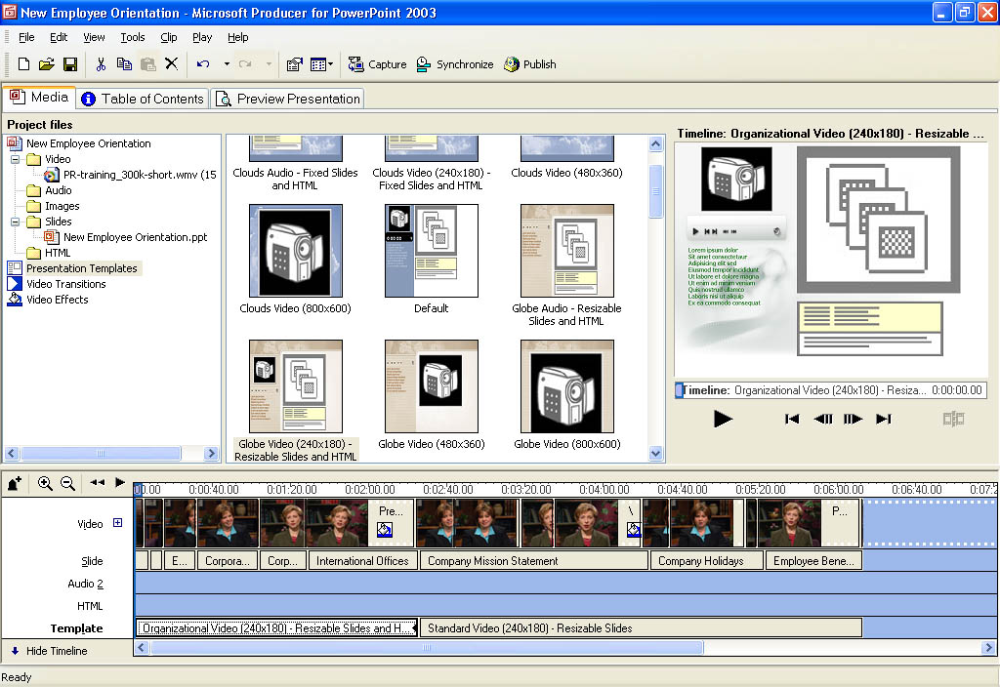 New Employee Orientation - Microsoft Producer for PowerPoint 2003
File Edit View Tools Clip Play Help
Capture Synchronize Publish
Media Table of Contents Preview Presentation
Project files
New Employee Orientation
Video
PR-training_300k-short.wmv (15
Audio
Images
Slides
New Employee Orientation.ppt
HTML
Presentation Templates
Video Transitions
Video Effects
Clouds Audio - Fixed Slides
and HTML
Clouds Video (240x180) -
Fixed Slides and HTML
Clouds Video (480x360)
Clouds Video (800x600)
Default
Globe Audio - Resizable
Slides and HTML
Globe Video (240x180) -
Resizable Slides and HTML
Globe Video (480x360)
Globe Video (800x600)
Timeline: Organizational Video (240x180) - Resizable ...
Lorem ipsum dolor
Sit amet consectetur
Adipisicing elit sed
Eiusmod tempor incididunt
Ut labore et dolore magna
Ut enim ad minim veniam
Quis nostrud ullamco
Laboris nisi ut aliquip
Ex ea commodo consequat
Timeline: Organizational Video (240x180) - Resiza... 0:00:00.00
00.00 0:00:40.00 0:01:20.00 0:02:00.00 0:02:40.00 0:03:20.00 0:04:00.00 0:04:40.00 0:05:20.00 0:06:00.00 0:06:40.00 0:07:2
Video Pre... \ P...
Slide E... Corpora... Corp... International Offices Company Mission Statement Company Holidays Employee Bene...
Audio 2
HTML
Template Organizational Video (240x180) - Resizable Slides and H... Standard Video (240x180) - Resizable Slides
Hide Timeline
Ready